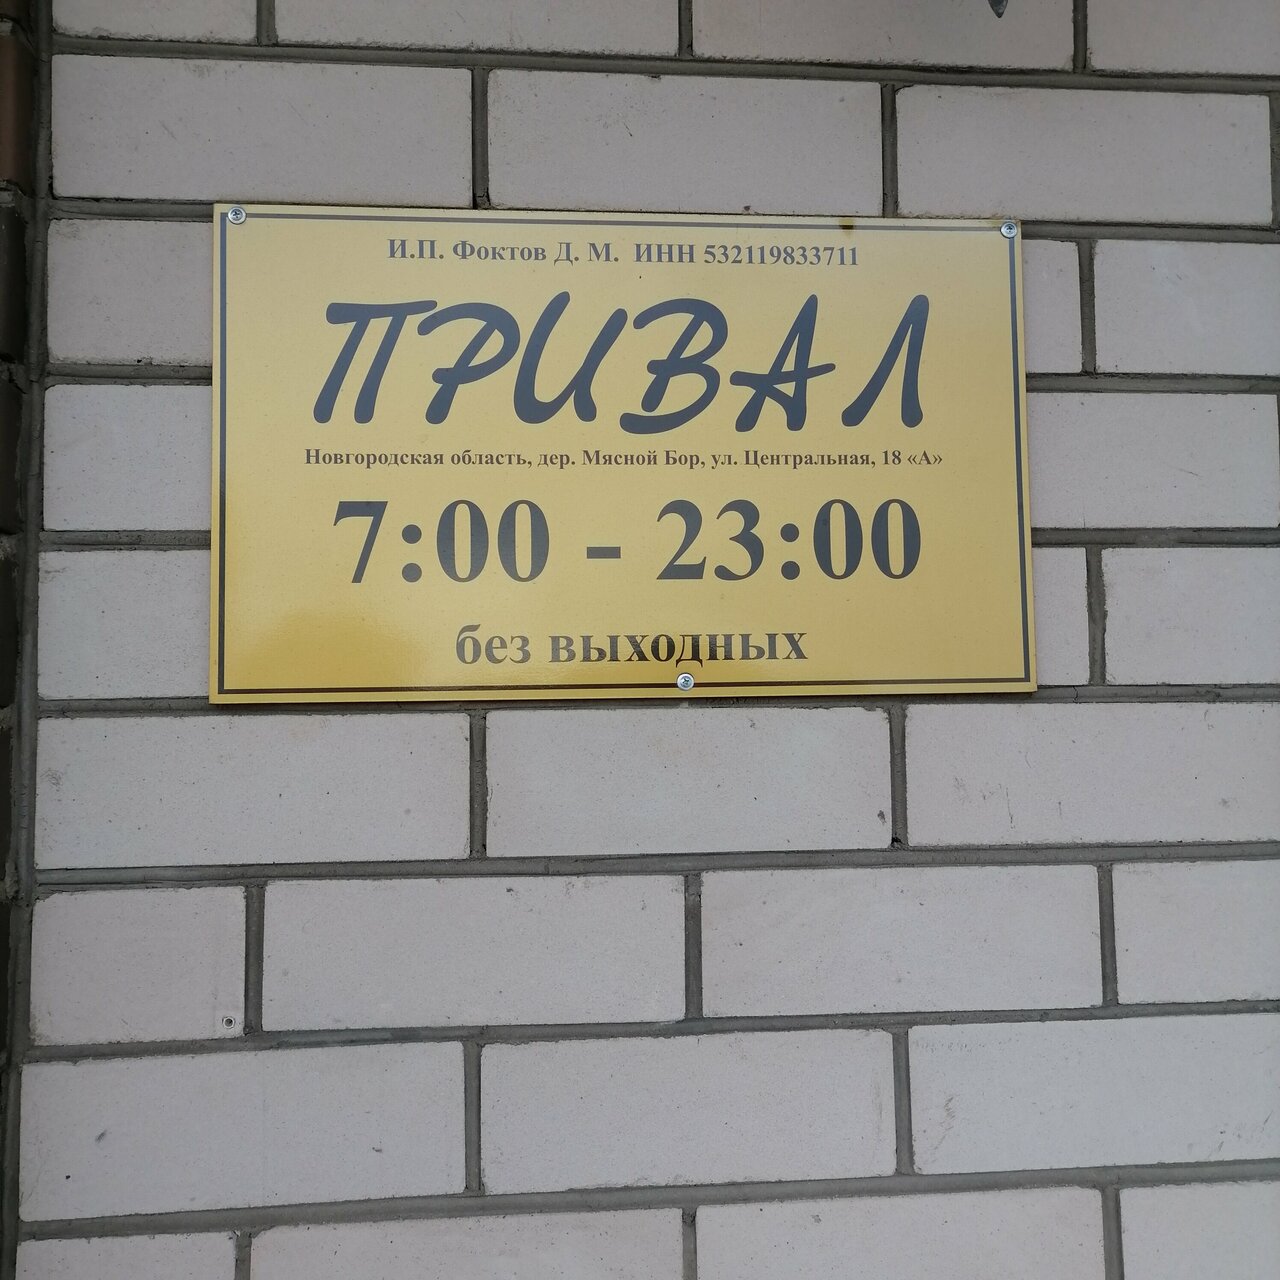 И.П. Фоктов Д. М. ИНН 532119833711
ПРИВАЛ
Новгородская область, дер. Мясной Бор, ул. Центральная, 18 «А»
7:00 - 23:00
без выходных